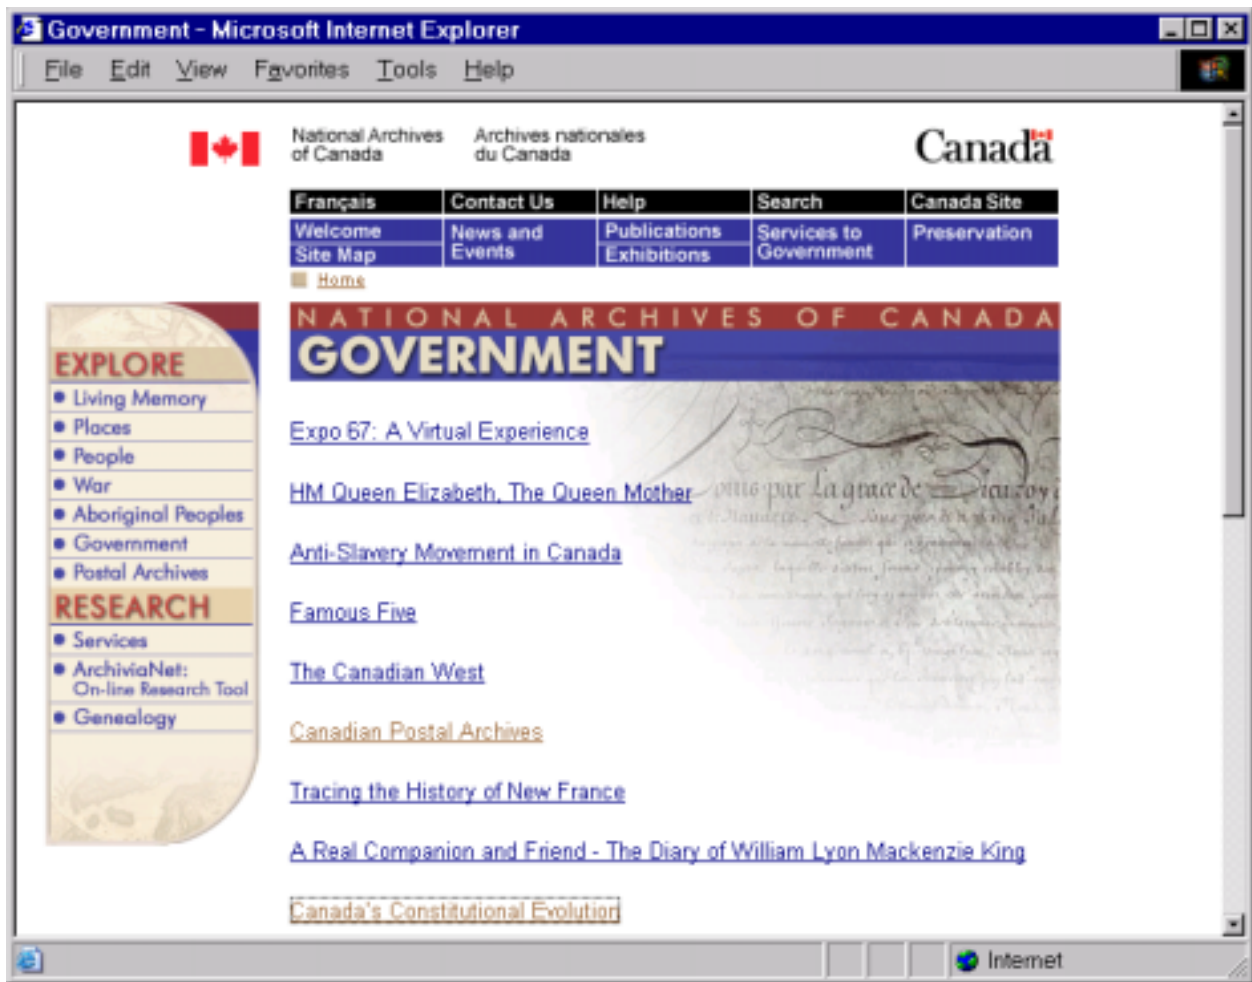 Government - Microsoft Internet Explorer
File Edit View Favorites Tools Help
National Archives of Canada
Archives nationales du Canada
Canada
Français Contact Us Help Search Canada Site
Welcome
Site Map
News and
Events
Publications
Exhibitions
Services to
Government
Preservation
Home
EXPLORE
Living Memory
Places
People
War
Aboriginal Peoples
Government
Postal Archives
RESEARCH
Services
ArchiviaNet:
On-line Research Tool
Genealogy
NATIONAL ARCHIVES OF CANADA
GOVERNMENT
Expo 67: A Virtual Experience
HM Queen Elizabeth, The Queen Mother
par la grace de
Anti-Slavery Movement in Canada
Famous Five
The Canadian West
Canadian Postal Archives
Tracing the History of New France
A Real Companion and Friend - The Diary of William Lyon Mackenzie King
Canada's Constitutional Evolution
Internet